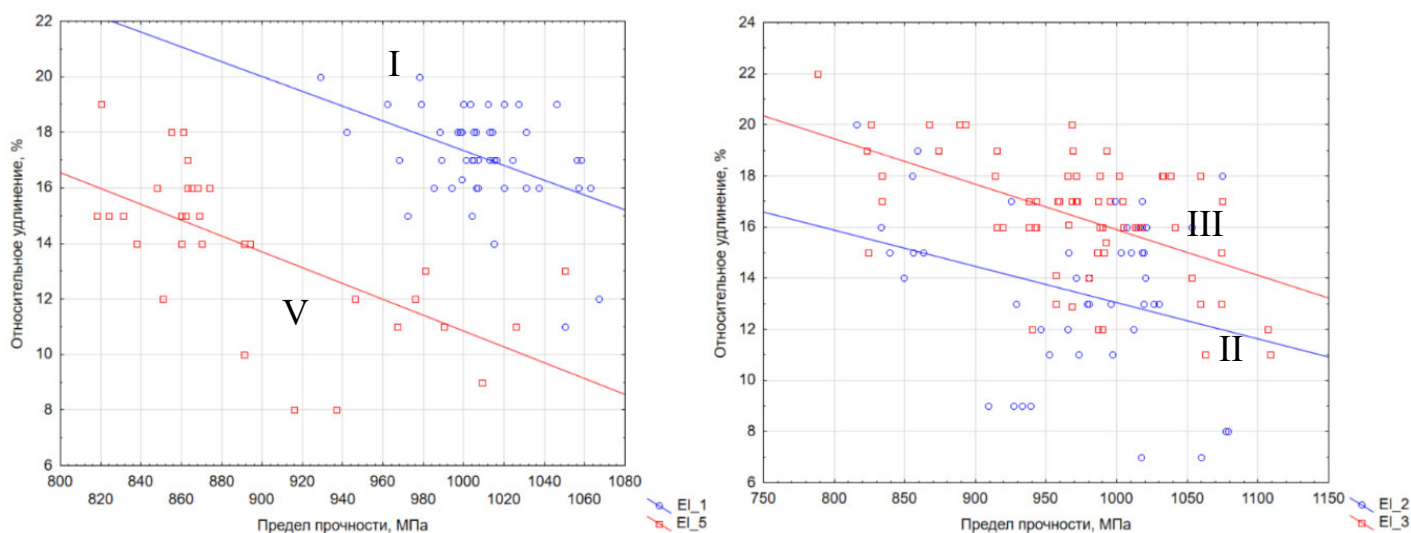 22
20
18
16
14
12
10
8
6
Относительное удлинение, %
I
V
800 840 880 920 960 1000 1040 1080
820 860 900 940 980 1020 1060
Предел прочности, МПа
El_1
El_5
24
22
20
18
16
14
12
10
8
6
Относительное удлинение, %
III
II
750 800 850 900 950 1000 1050 1100 1150
Предел прочности, МПа
El_2
El_3